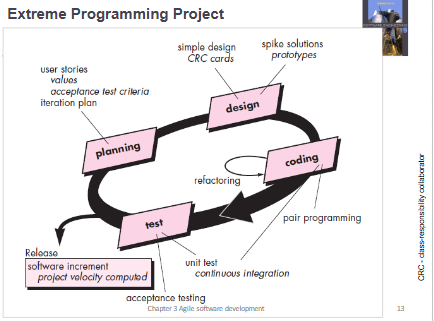 Extreme Programming Project
simple design
CRC cards
spike solutions
prototypes
user stories
values
acceptance test criteria
iteration plan
design
planning
coding
refactoring
pair programming
test
unit test
continuous integration
Release
software increment
project velocity computed
acceptance testing
CRC - class-responsibility collaborator
Chapter 3 Agile software development
13